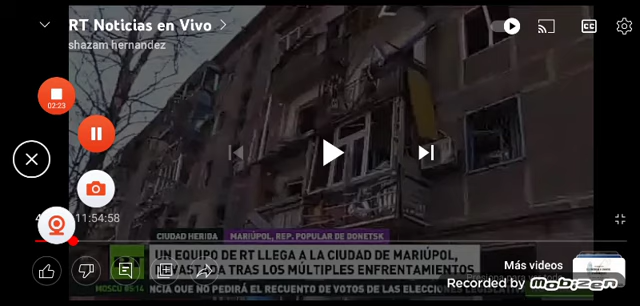 RT Noticias en Vivo
shazam hernandez
02:23
11:54:58
CIUDAD HERIDA MARIÚPOL, REP. POPULAR DE DONETSK
UN EQUIPO DE RT LLEGA A LA CIUDAD DE MARIÚPOL,
TRAS LOS MÚLTIPLES ENFRENTAMIENTOS
MOSCÚ
NCIA QUE NO PEDIRÁ EL RECUENTO DE VOTOS DE LAS ELECCIONES
CC
Más videos
Recorded by mobizen